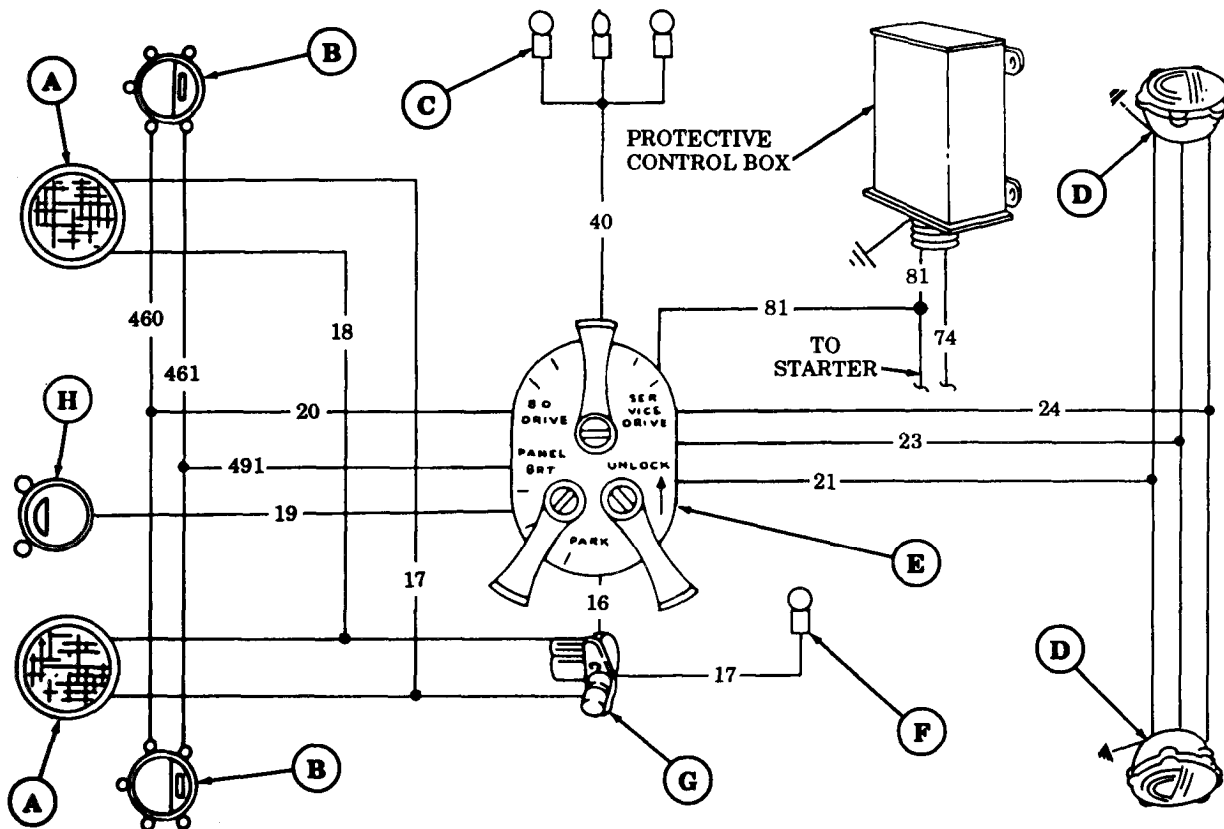 B
A
C
PROTECTIVE
CONTROL BOX
D
40
81
460
18
461
81
74
TO
STARTER
H
20
B O
DRIVE
SER
VICE
DRIVE
24
23
491
PANEL
BRT
UNLOCK
21
19
PARK
E
17
16
17
D
F
A
B
G